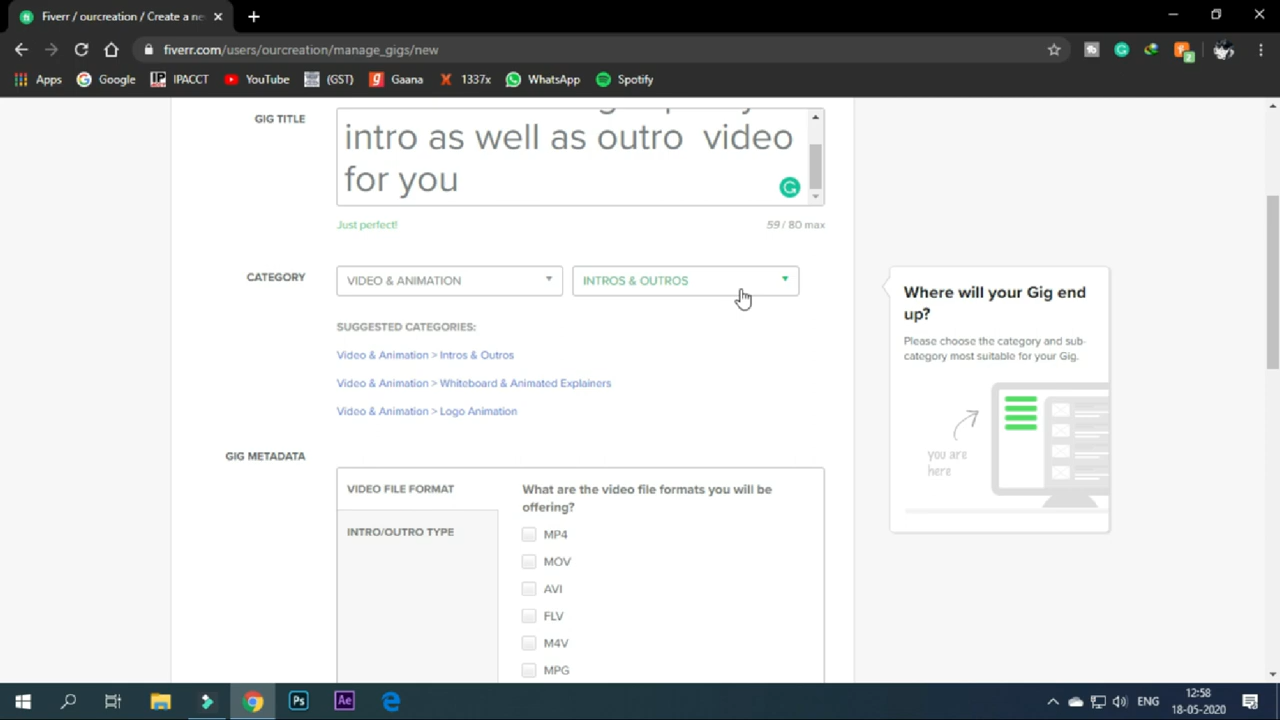 Fiverr / ourcreation / Create a ne
fiverr.com/users/ourcreation/manage_gigs/new
Apps Google IPACCT YouTube (GST) Gaana 1337x WhatsApp Spotify
GIG TITLE
intro as well as outro video
for you
Just perfect!
59 / 80 max
CATEGORY
VIDEO & ANIMATION
INTROS & OUTROS
SUGGESTED CATEGORIES:
Video & Animation > Intros & Outros
Video & Animation > Whiteboard & Animated Explainers
Video & Animation > Logo Animation
Where will your Gig end
up?
Please choose the category and sub-
category most suitable for your Gig.
you are
here
GIG METADATA
VIDEO FILE FORMAT
INTRO/OUTRO TYPE
What are the video file formats you will be
offering?
MP4
MOV
AVI
FLV
M4V
MPG
Ps
Ae
ENG
12:58
18-05-2020